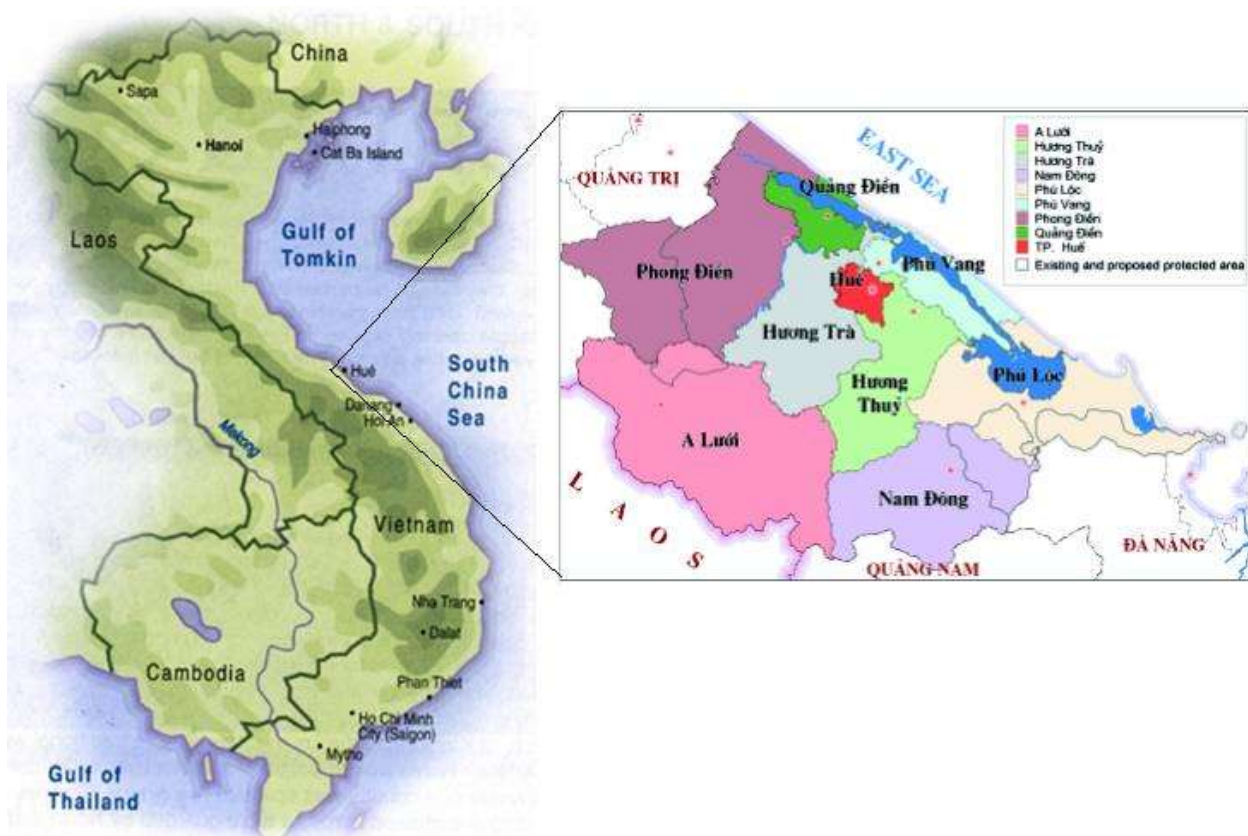 China
Sapa
Hanoi
Haiphong
Cat Ba Island
Laos
Gulf of
Tomkin
Hué
South
China
Sea
Danang
Hoi An
Mekong
Vietnam
Nha Trang
Dalat
Cambodia
Phan Thiet
Ho Chi Minh
City (Saigon)
Mytho
Gulf of
Thailand
QUẢNG TRỊ
EAST SEA
Quảng Điền
Phong Điền
Phú Vang
Huế
Hương Trà
Phú Lộc
Hương
Thuỷ
A Lưới
Nam Đông
LAOS
ĐÀ NẴNG
QUẢNG NAM
A Lưới
Hương Thuỷ
Hương Trà
Nam Đông
Phú Lộc
Phú Vang
Phong Điền
Quảng Điền
TP. Huế
Existing and proposed protected area